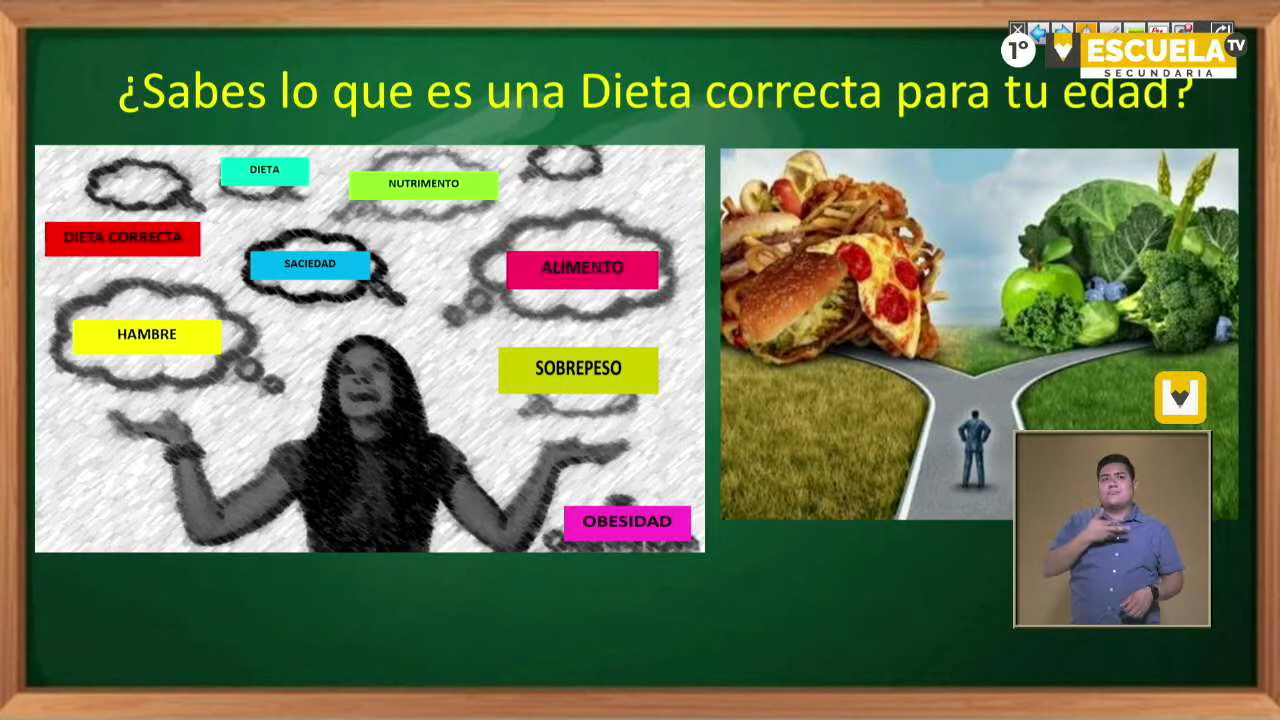 1º
ESCUELA TV
SECUNDARIA
¿Sabes lo que es una Dieta correcta para tu edad?
DIETA
NUTRIMENTO
DIETA CORRECTA
SACIEDAD
ALIMENTO
HAMBRE
SOBREPESO
OBESIDAD